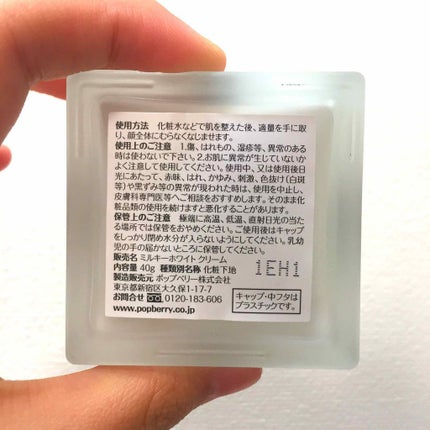 使用方法 化粧水などで肌を整えた後、適量を手に取
り、顔全体にむらなくなじませます。
使用上のご注意 1.傷、はれもの、湿疹等、異常のある
時は使わないで下さい。2.お肌に異常が生じていないか
よく注意して使用してください。使用中、又は使用後日
光にあたって、赤味、はれ、かゆみ、刺激、色抜け(白斑
等)や黒ずみ等の異常が現われた時は、使用を中止し、
皮膚科専門医等へご相談をおすすめします。そのまま化
粧品類の使用を続けますと悪化することがあります。
保管上のご注意 極端に高温、低温、直射日光の当た
る場所では保管をおやめください。ご使用後はキャップ
をしっかり閉め水分が入らないようにしてください。乳幼
児の手の届かないところに保管してください。
販売名 ミルキーホワイト クリーム
内容量 40g 種類別名称 化粧下地
製造販売元 ポップベリー株式会社
東京都新宿区大久保1-17-7
お問合せ 0120-183-606
www.popberry.co.jp
キャップ・中フタは
プラスチックです。